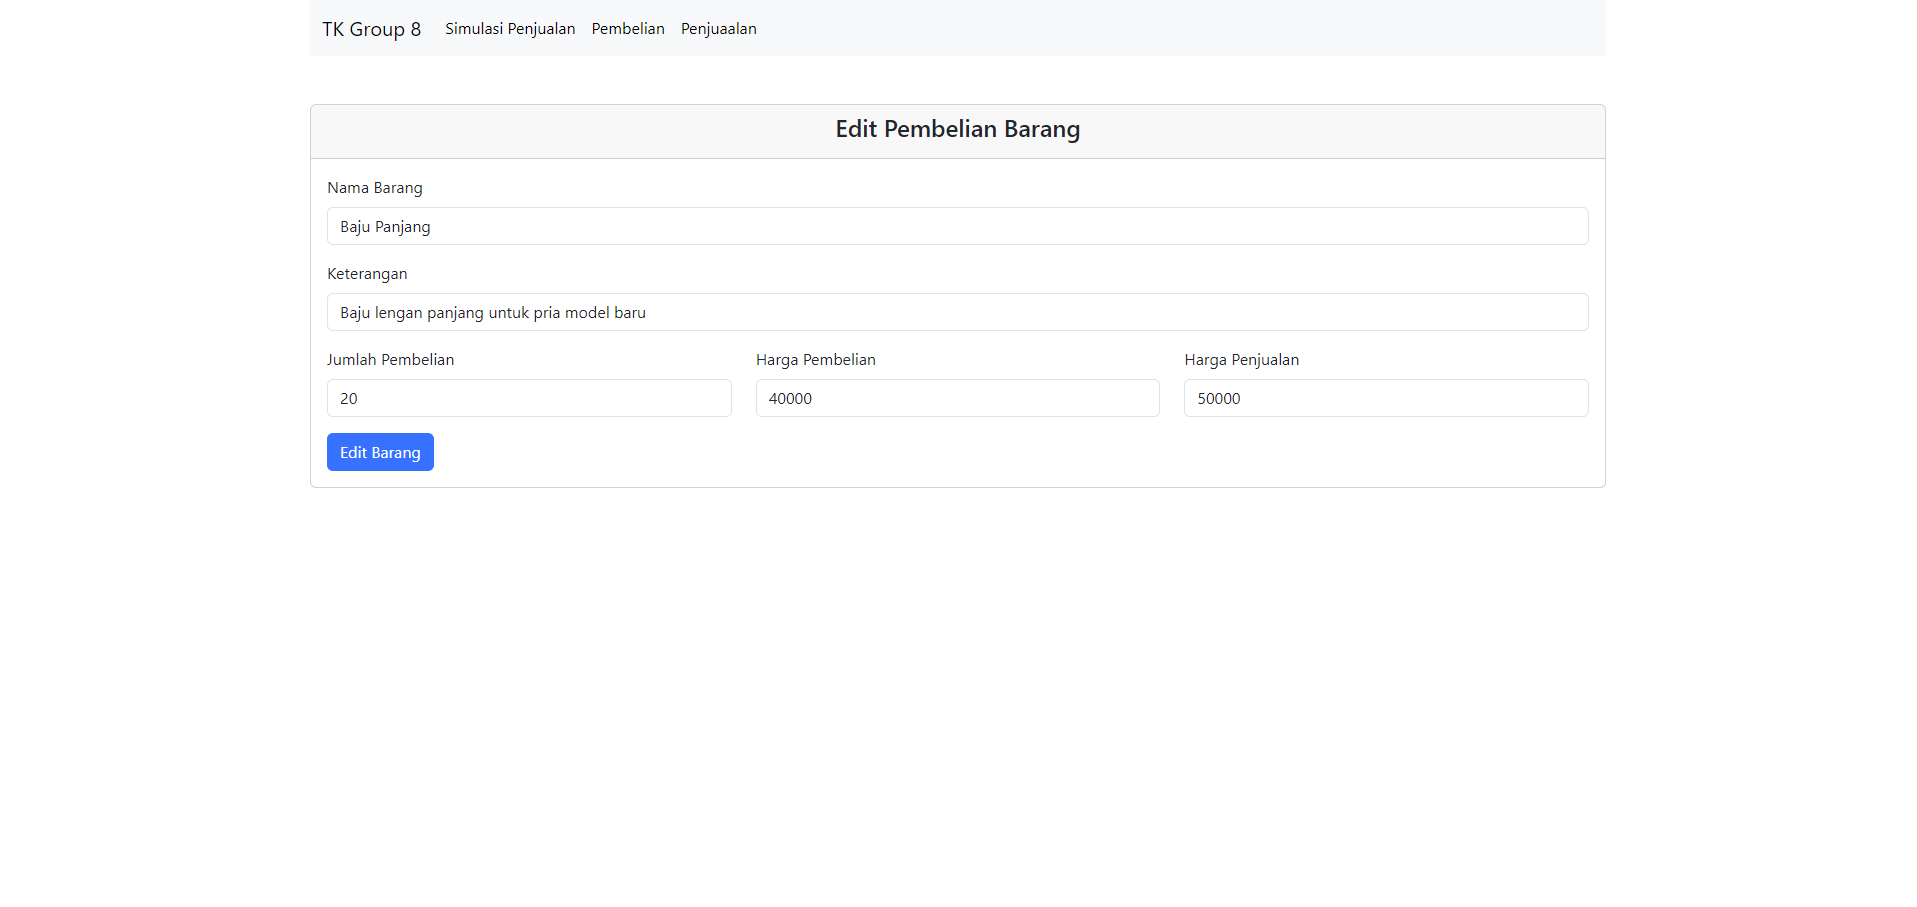 TK Group 8 Simulasi Penjualan Pembelian Penjuaalan
Edit Pembelian Barang
Nama Barang
Baju Panjang
Keterangan
Baju lengan panjang untuk pria model baru
Jumlah Pembelian Harga Pembelian Harga Penjualan
20 40000 50000
Edit Barang